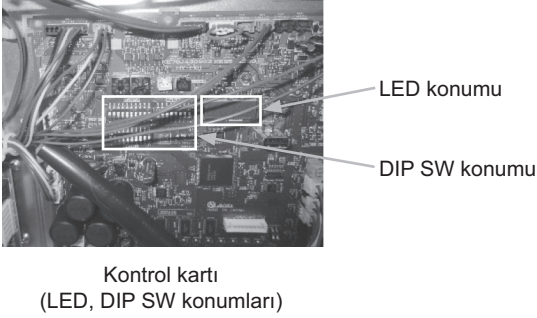 LED konumu
DIP SW konumu
Kontrol kartı
(LED, DIP SW konumları)